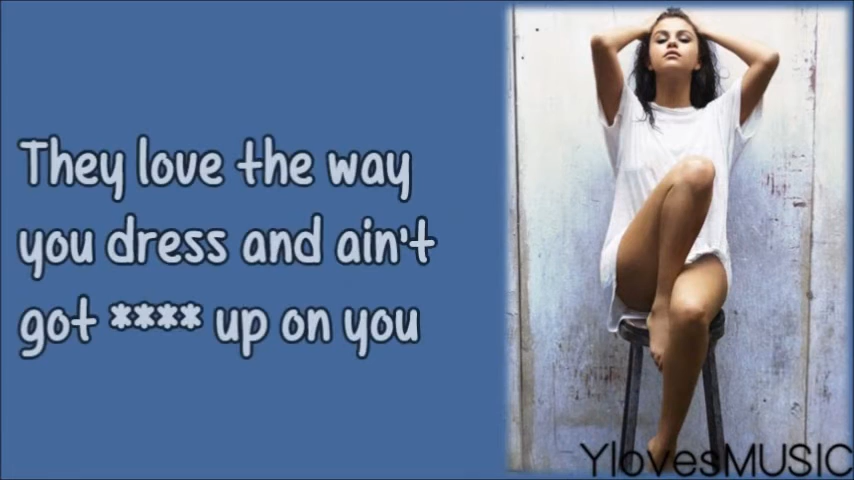 They love the way
you dress and ain't
got **** up on you
YlovesMUSIC